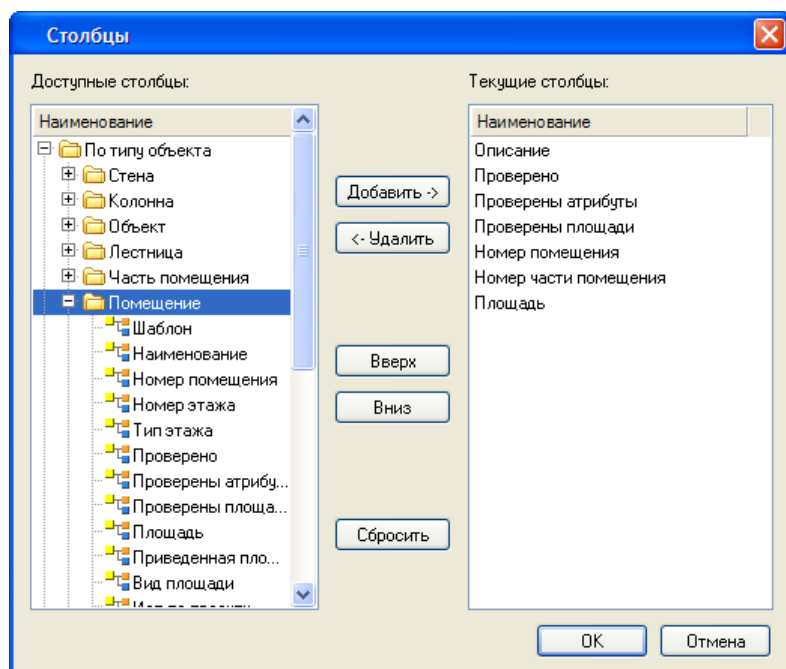 Столбцы
Доступные столбцы:
Наименование
По типу объекта
Стена
Колонна
Объект
Лестница
Часть помещения
Помещение
Шаблон
Наименование
Номер помещения
Номер этажа
Тип этажа
Проверено
Проверены атрибу...
Проверены площа...
Площадь
Приведенная пло...
Вид площади
Добавить ->
<- Удалить
Вверх
Вниз
Сбросить
Текущие столбцы:
Наименование
Описание
Проверено
Проверены атрибуты
Проверены площади
Номер помещения
Номер части помещения
Площадь
OK
Отмена